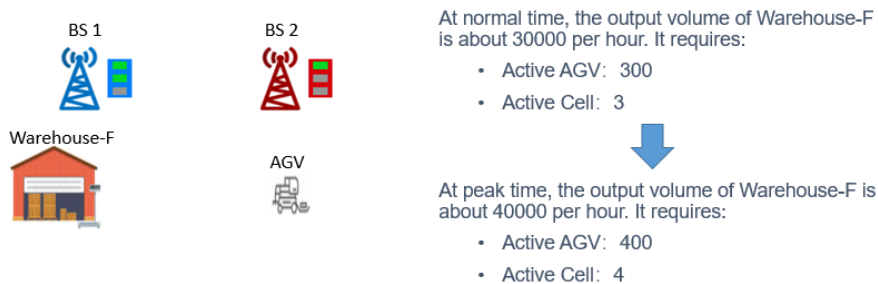 BS 1
BS 2
Warehouse-F
AGV
At normal time, the output volume of Warehouse-F
is about 30000 per hour. It requires:
• Active AGV: 300
• Active Cell: 3
At peak time, the output volume of Warehouse-F is
about 40000 per hour. It requires:
• Active AGV: 400
• Active Cell: 4